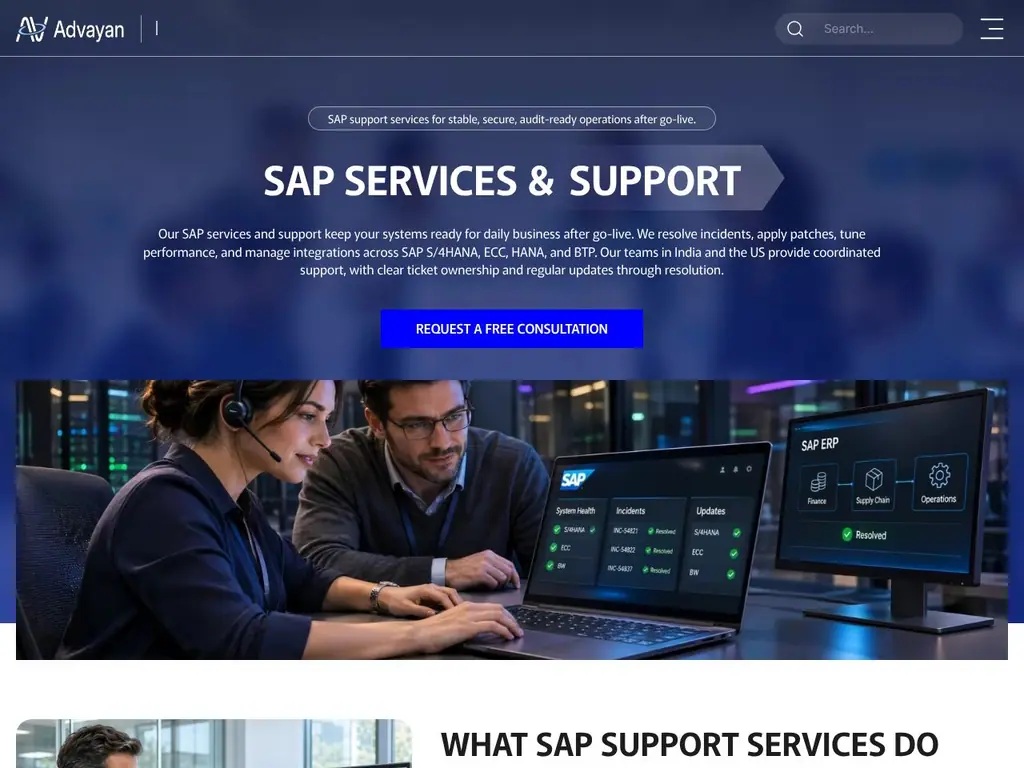 Advayan
Search...
SAP support services for stable, secure, audit-ready operations after go-live.
SAP SERVICES & SUPPORT
Our SAP services and support keep your systems ready for daily business after go-live. We resolve incidents, apply patches, tune
performance, and manage integrations across SAP S/4HANA, ECC, HANA, and BTP. Our teams in India and the US provide coordinated
support, with clear ticket ownership and regular updates through resolution.
REQUEST A FREE CONSULTATION
SAP
System Health
S/4HANA
ECC
BW
Incidents
INC-54821 Resolved
INC-54822 Resolved
INC-54837 Resolved
Updates
S/4HANA
ECC
BW
SAP ERP
Finance
Supply Chain
Operations
Resolved
WHAT SAP SUPPORT SERVICES DO